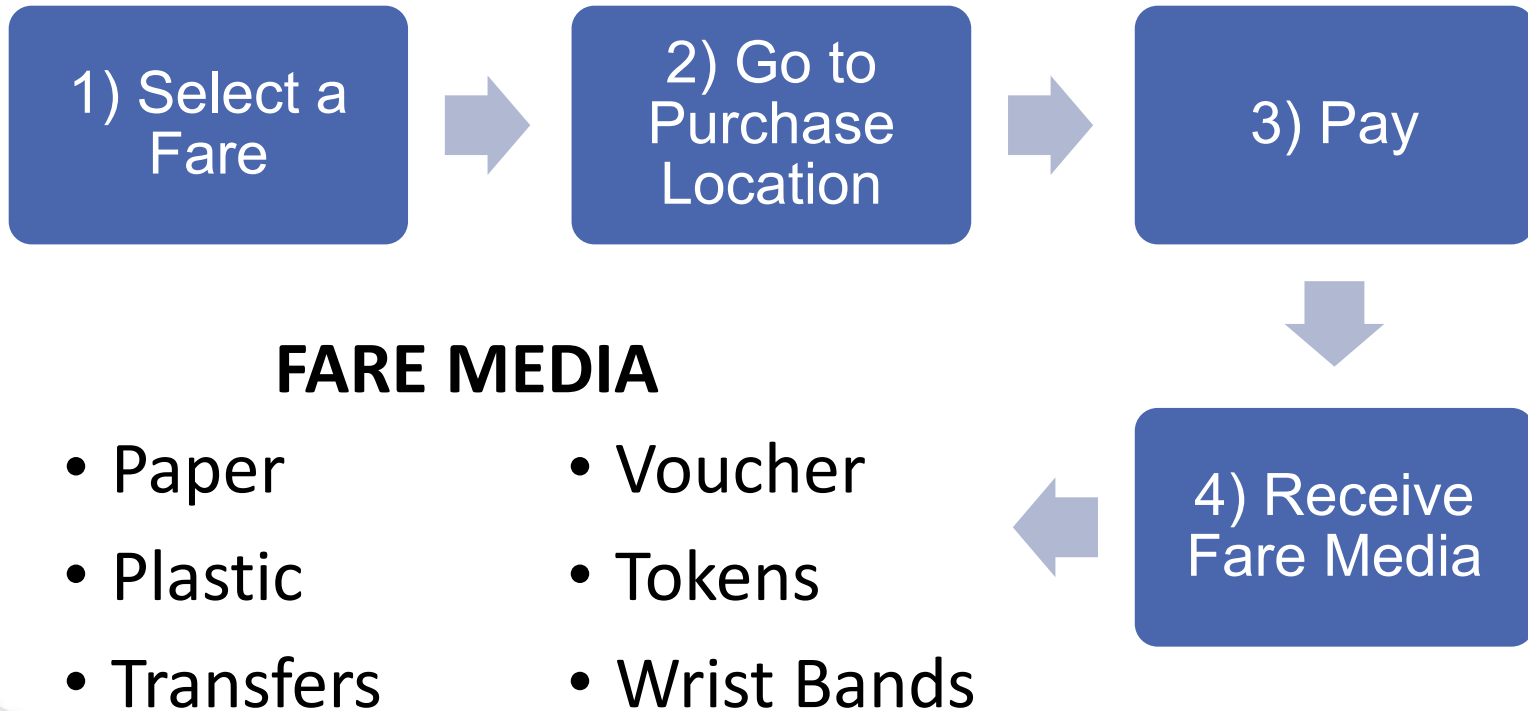 1) Select a
Fare
2) Go to
Purchase
Location
3) Pay
4) Receive
Fare Media
FARE MEDIA
• Paper
• Plastic
• Transfers
• Voucher
• Tokens
• Wrist Bands